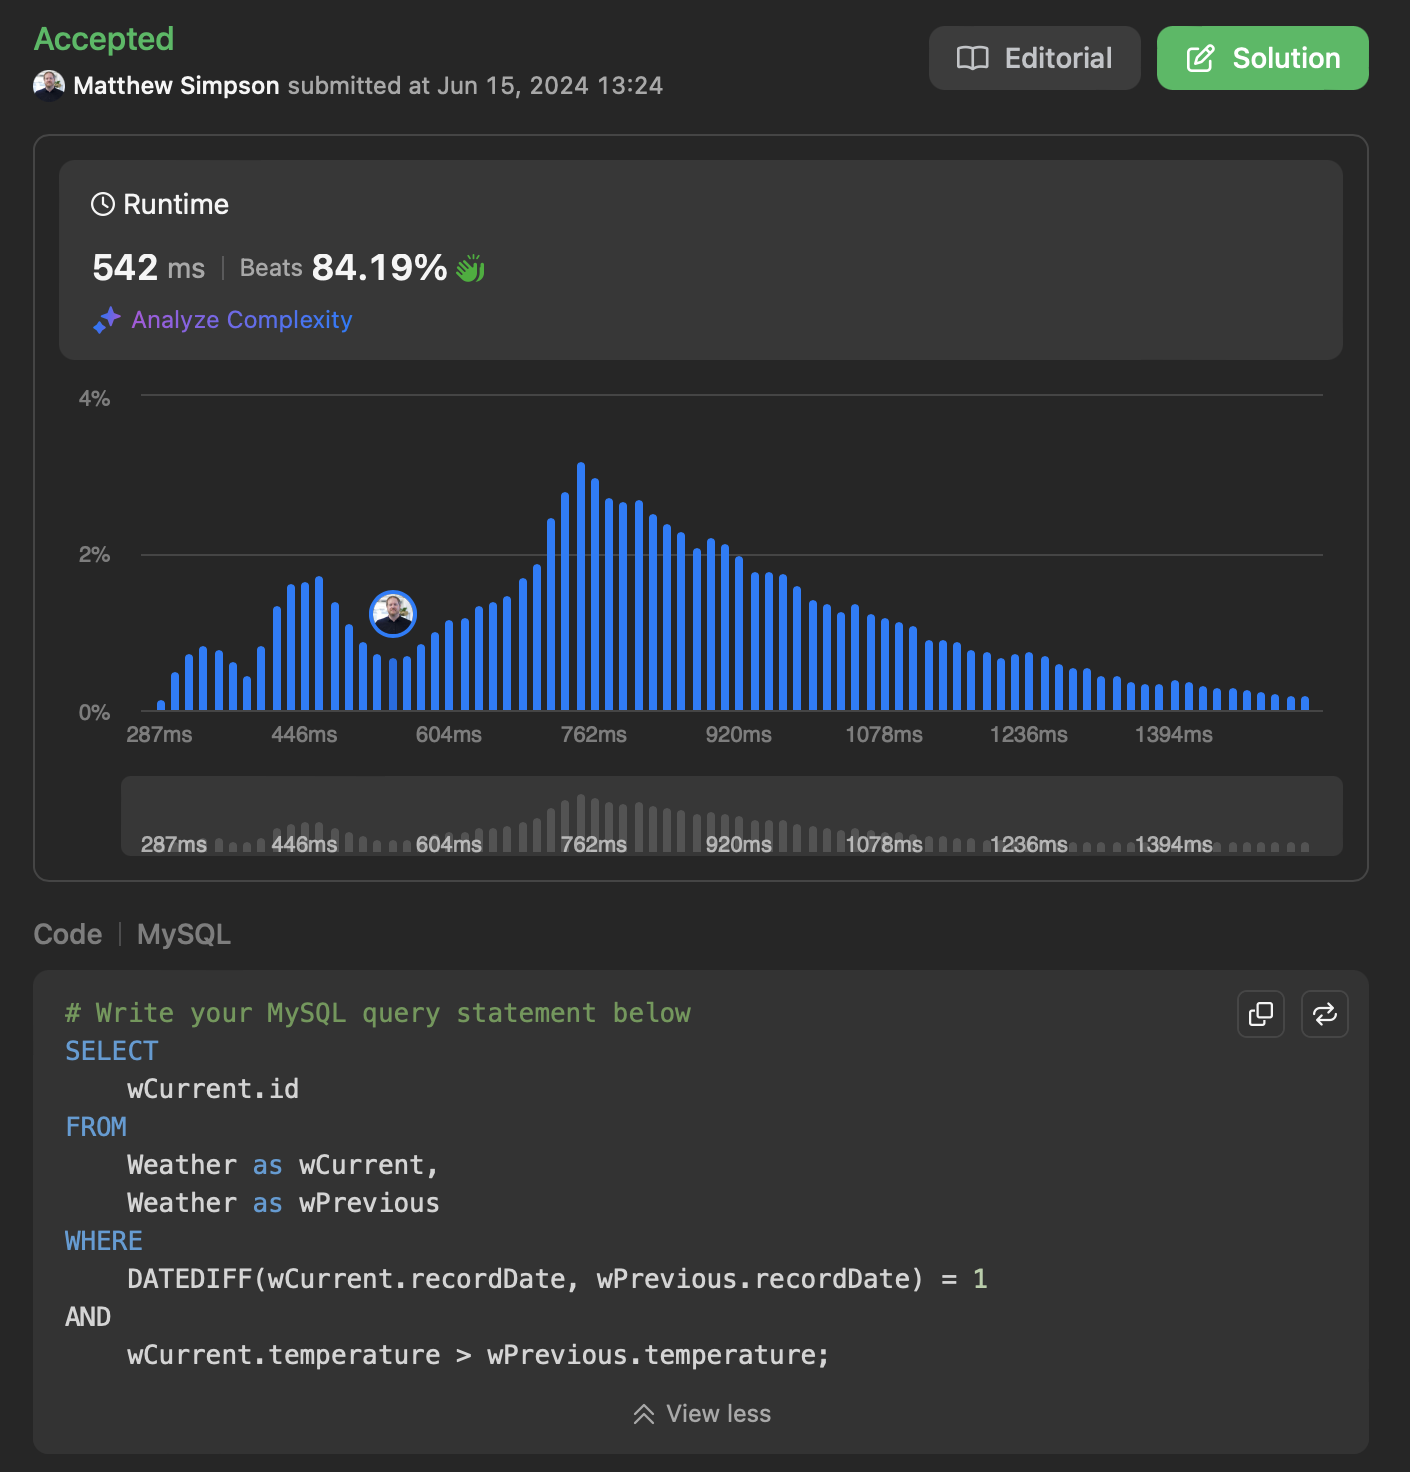 Accepted
Editorial
Solution
Matthew Simpson submitted at Jun 15, 2024 13:24
Runtime
542 ms | Beats 84.19%
Analyze Complexity
4%
2%
0%
287ms 446ms 604ms 762ms 920ms 1078ms 1236ms 1394ms
287ms 446ms 604ms 762ms 920ms 1078ms 1236ms 1394ms
Code | MySQL
# Write your MySQL query statement below
SELECT
    wCurrent.id
FROM
    Weather as wCurrent,
    Weather as wPrevious
WHERE
    DATEDIFF(wCurrent.recordDate, wPrevious.recordDate) = 1
AND
    wCurrent.temperature > wPrevious.temperature;
View less